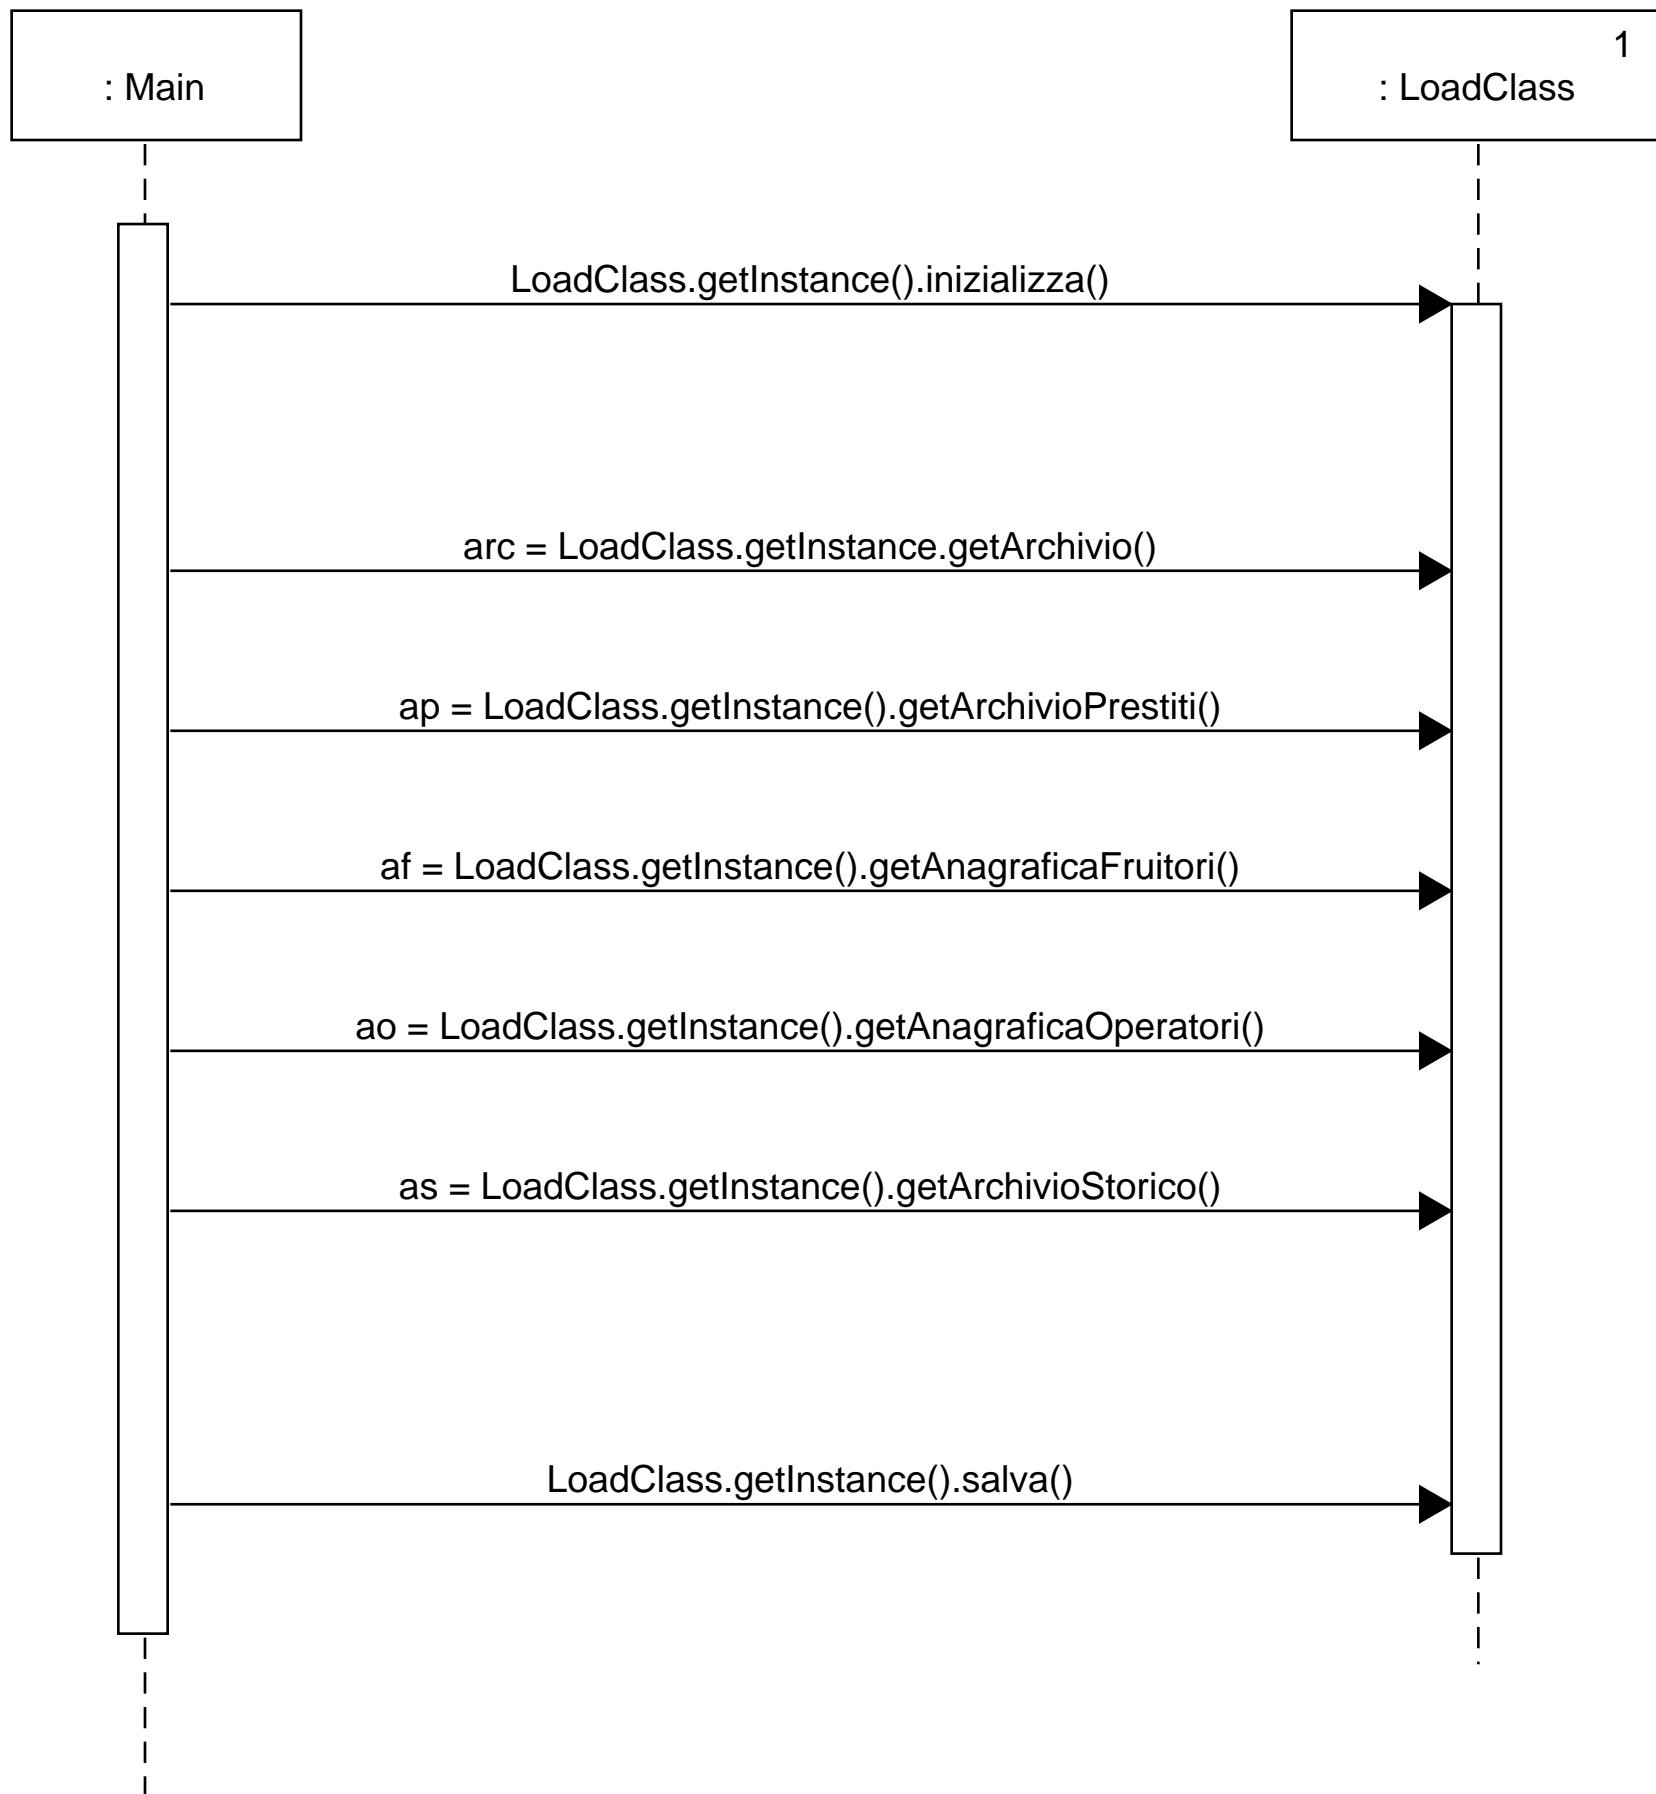 : Main
1
: LoadClass
LoadClass.getInstance().inizializza()
arc = LoadClass.getInstance.getArchivio()
ap = LoadClass.getInstance().getArchivioPrestiti()
af = LoadClass.getInstance().getAnagraficaFruitori()
ao = LoadClass.getInstance().getAnagraficaOperatori()
as = LoadClass.getInstance().getArchivioStorico()
LoadClass.getInstance().salva()